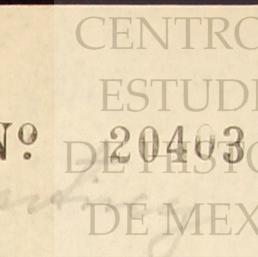 CENTRO
ESTUDI
Nº 20403
DE HISTO
DE MEX